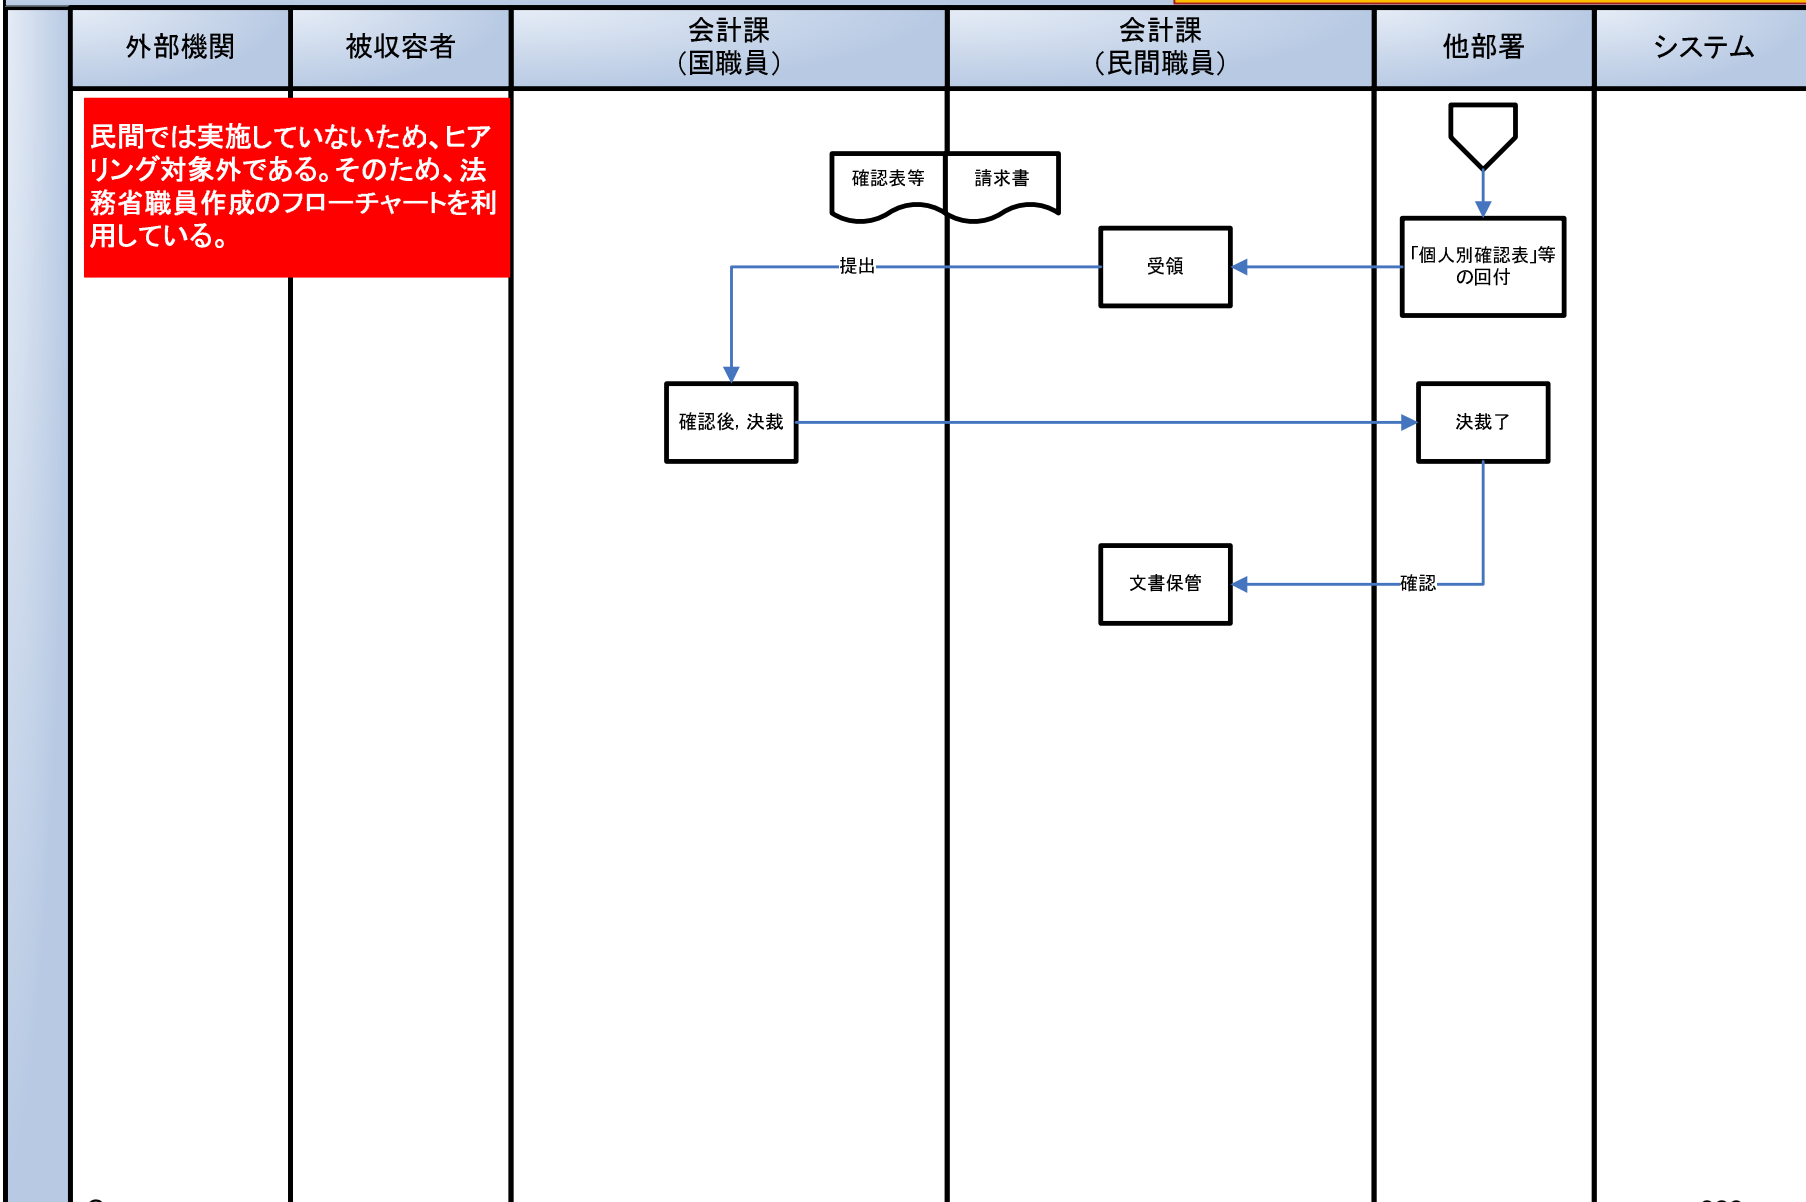 外部機関
被収容者
会計課
（国職員）
会計課
（民間職員）
他部署
システム
民間では実施していないため、ヒア
リング対象外である。そのため、法
務省職員作成のフローチャートを利
用している。
確認表等
請求書
「個人別確認表」等
の回付
受領
提出
確認後，決裁
決裁了
文書保管
確認